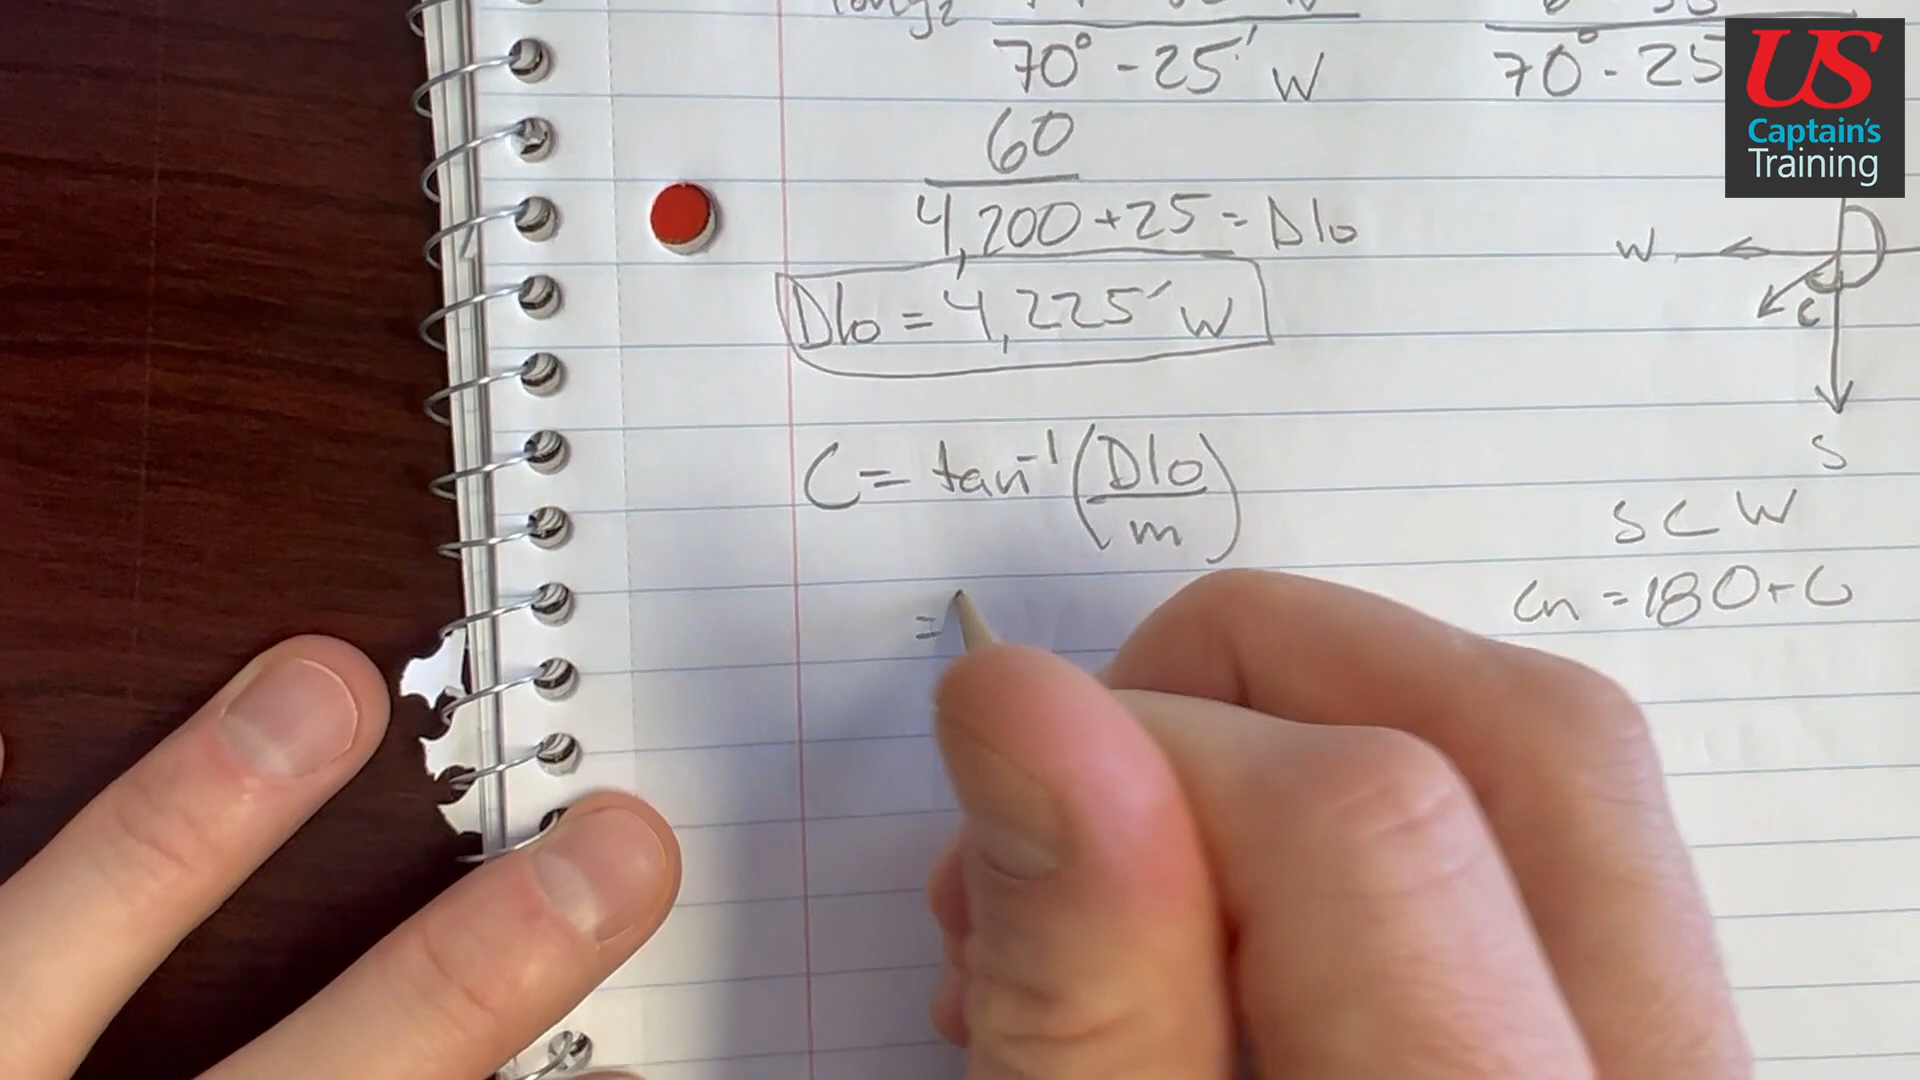 70° - 25' W
70° - 25
60
4,200 + 25 = Dlo
Dlo = 4,225' W
C = tan⁻¹ (Dlo / m)
=
W
C
S
S C W
Cn = 180 + C
US
Captain's
Training